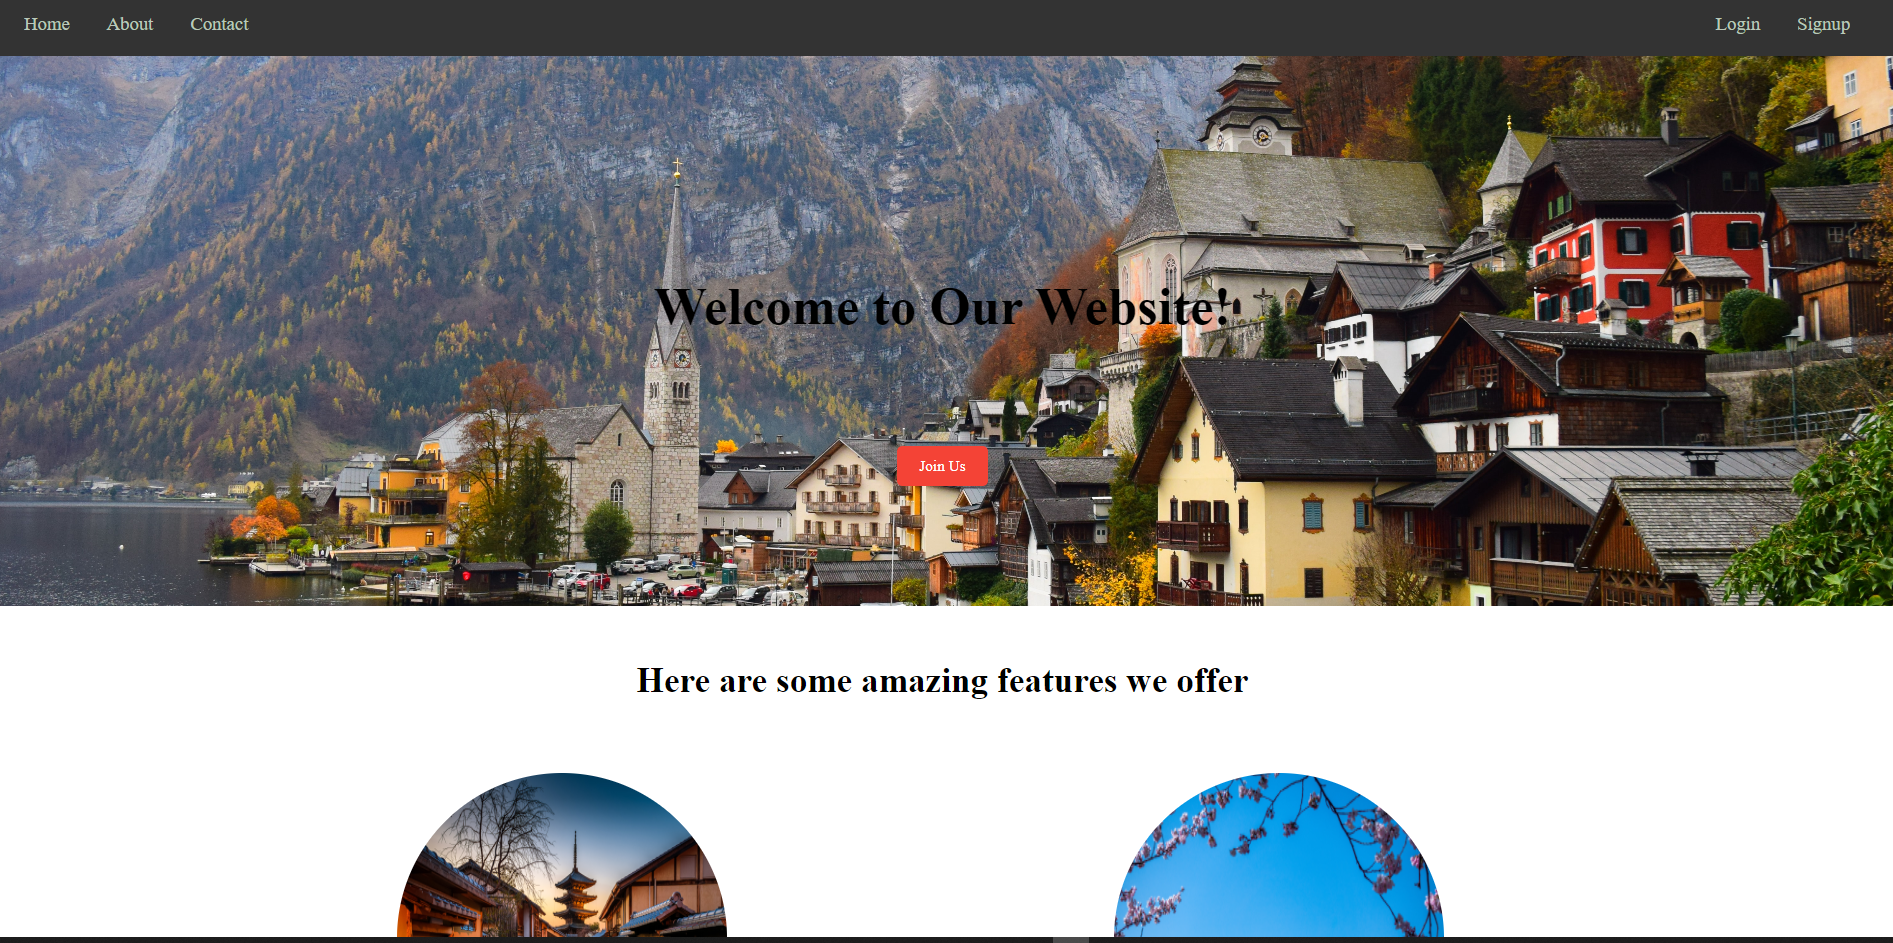 Home About Contact Login Signup
Welcome to Our Website!
Join Us
Here are some amazing features we offer